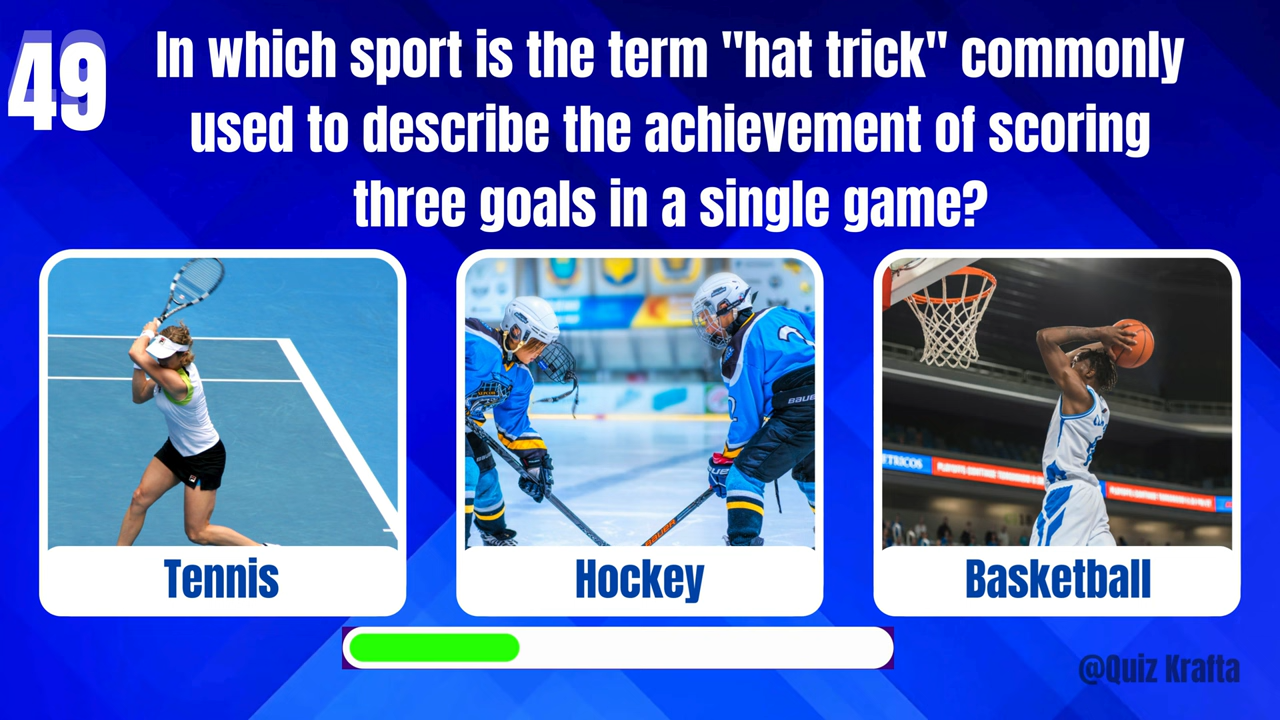 49
In which sport is the term "hat trick" commonly
used to describe the achievement of scoring
three goals in a single game?
Tennis
Hockey
Basketball
@Quiz Krafta